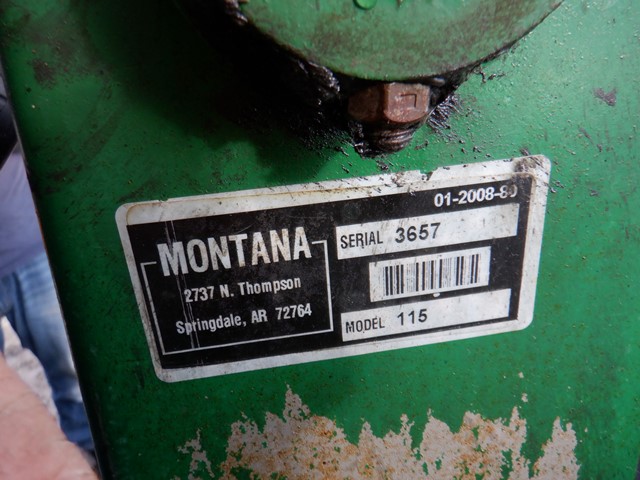 01-2008-80
MONTANA
2737 N. Thompson
Springdale, AR 72764
SERIAL 3657
MODEL 115